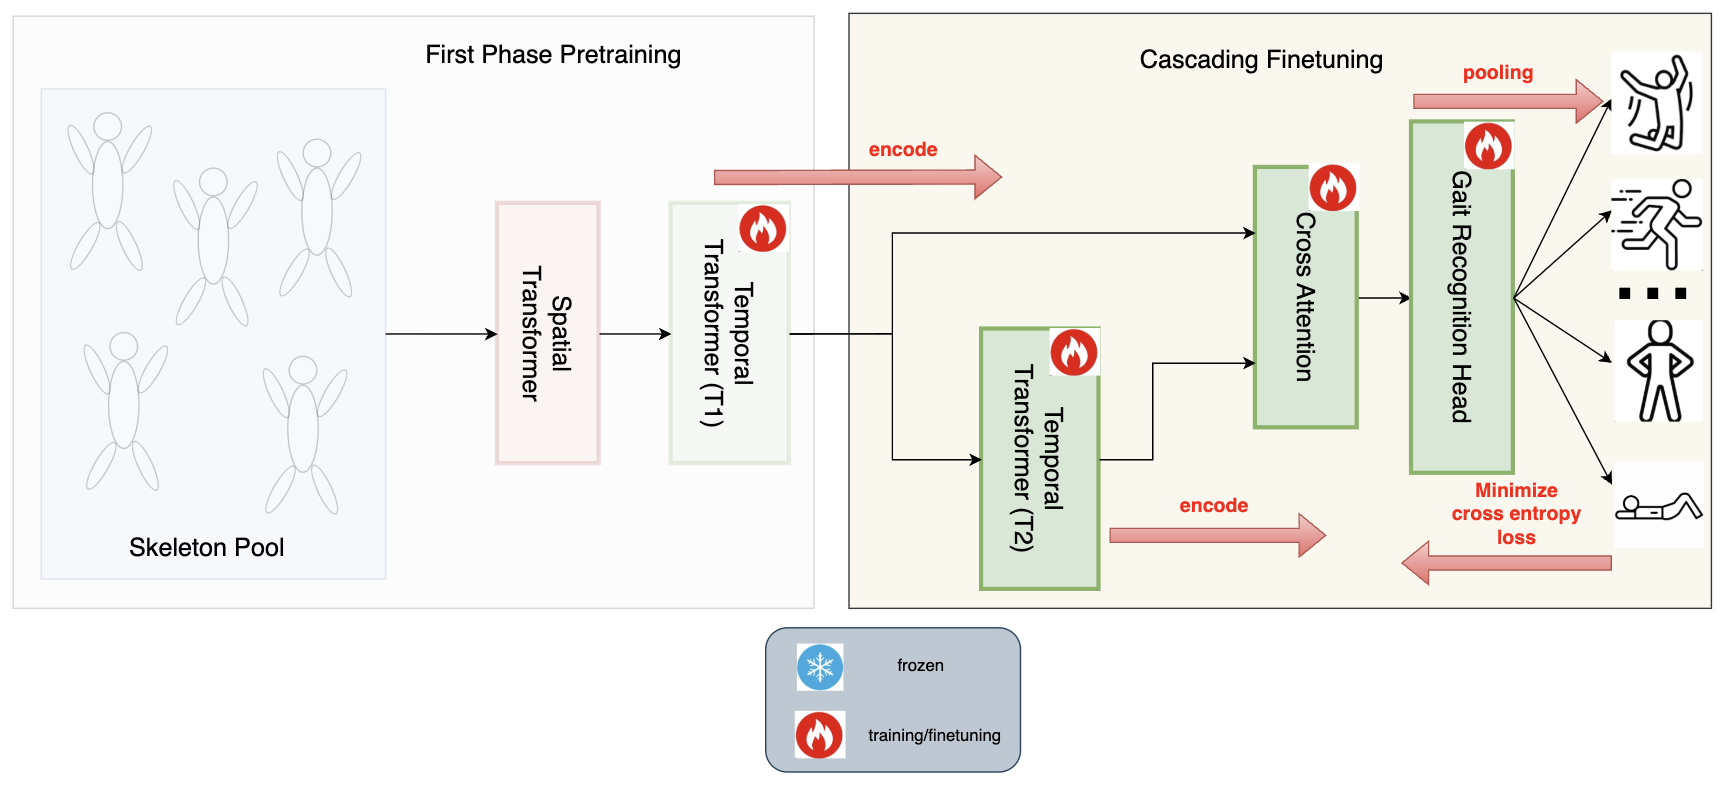 First Phase Pretraining
Skeleton Pool
Spatial
Transformer
Temporal
Transformer (T1)
encode
Cascading Finetuning
Temporal
Transformer (T2)
encode
Cross Attention
Gait Recognition Head
pooling
Minimize
cross entropy
loss
frozen
training/finetuning